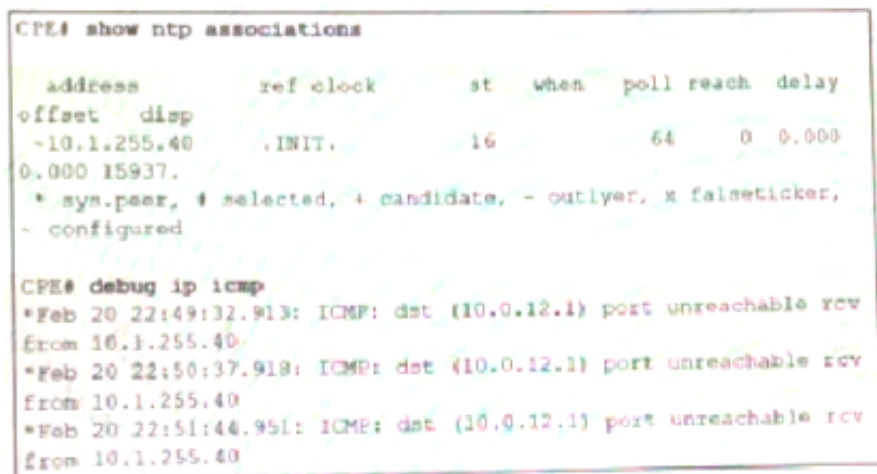 CPE# show ntp associations
address ref clock st when poll reach delay
offset disp
~10.1.255.40 .INIT. 16 64 0 0.000
0.000 15937.
* sys.peer, # selected, + candidate, - outlyer, x falseticker,
~ configured
CPE# debug ip icmp
*Feb 20 22:49:32.913: ICMP: dst (10.0.12.1) port unreachable rcv
from 10.1.255.40
*Feb 20 22:50:37.918: ICMP: dst (10.0.12.1) port unreachable rcv
from 10.1.255.40
*Feb 20 22:51:44.951: ICMP: dst (10.0.12.1) port unreachable rcv
from 10.1.255.40